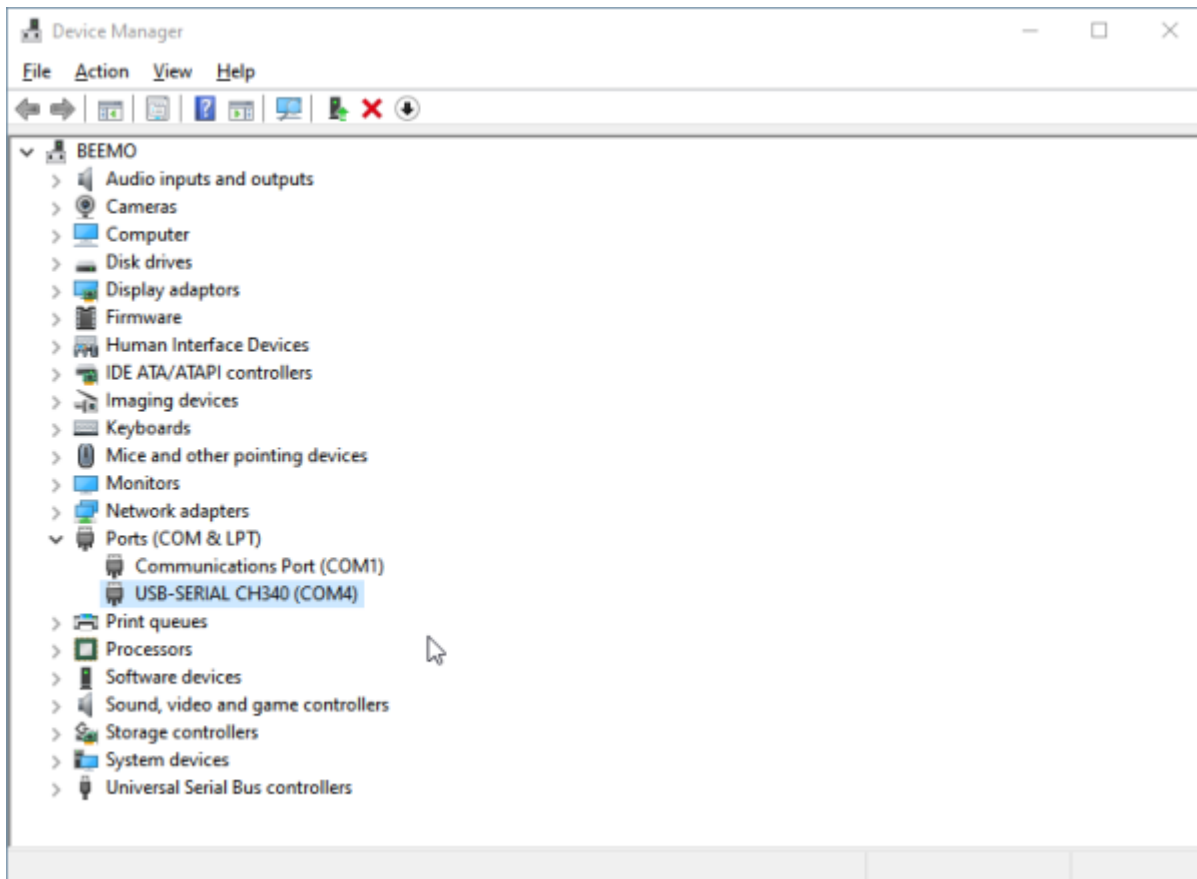 Device Manager
File Action View Help
BEEMO
Audio inputs and outputs
Cameras
Computer
Disk drives
Display adaptors
Firmware
Human Interface Devices
IDE ATA/ATAPI controllers
Imaging devices
Keyboards
Mice and other pointing devices
Monitors
Network adapters
Ports (COM & LPT)
Communications Port (COM1)
USB-SERIAL CH340 (COM4)
Print queues
Processors
Software devices
Sound, video and game controllers
Storage controllers
System devices
Universal Serial Bus controllers